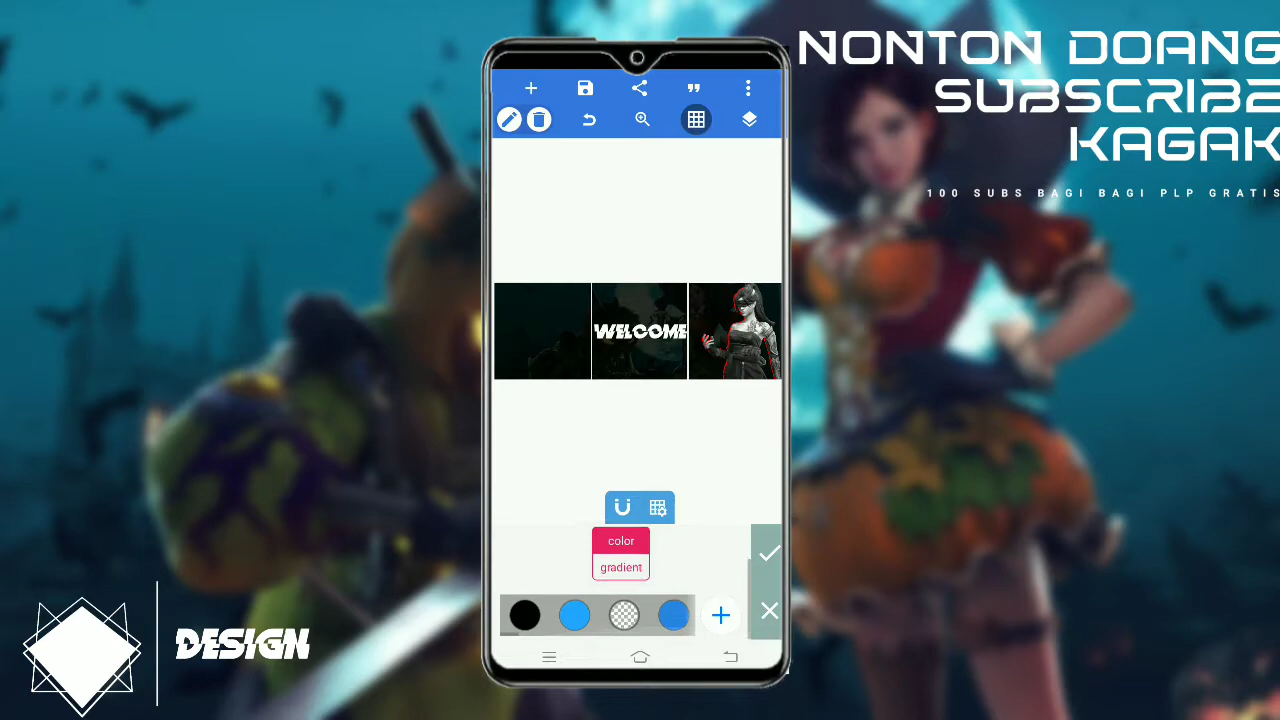 NONTON DOANG
SUBSCRIBE
KAGAK
100 SUBS BAGI BAGI PLP GRATIS
WELCOME
color
gradient
DESIGN